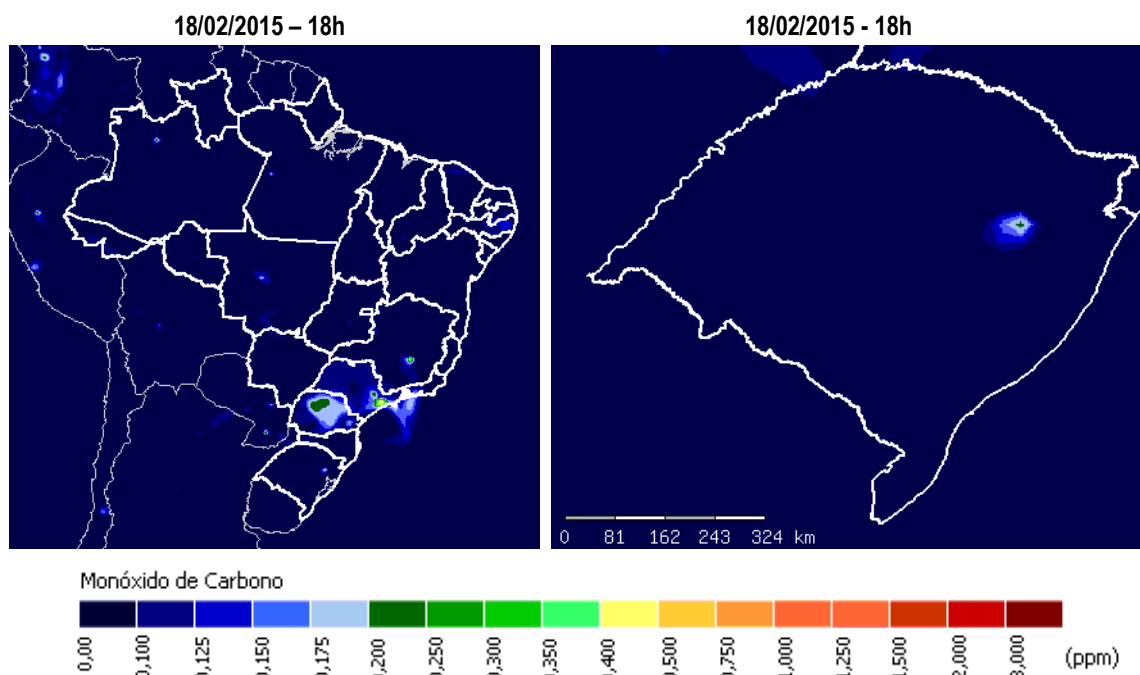 18/02/2015 – 18h
18/02/2015 - 18h
0 81 162 243 324 km
Monóxido de Carbono
0,00 0,100 0,125 0,150 0,175 0,200 0,250 0,300 0,350 0,400 0,500 0,750 1,000 1,250 1,500 2,000 3,000 (ppm)